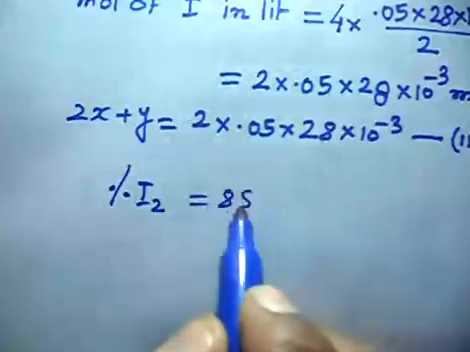 mol of I in lit = 4x .05×28×
2
= 2×.05×28×10⁻³ m
2x+y = 2×.05×28×10⁻³ — (ii
% I₂ = 85